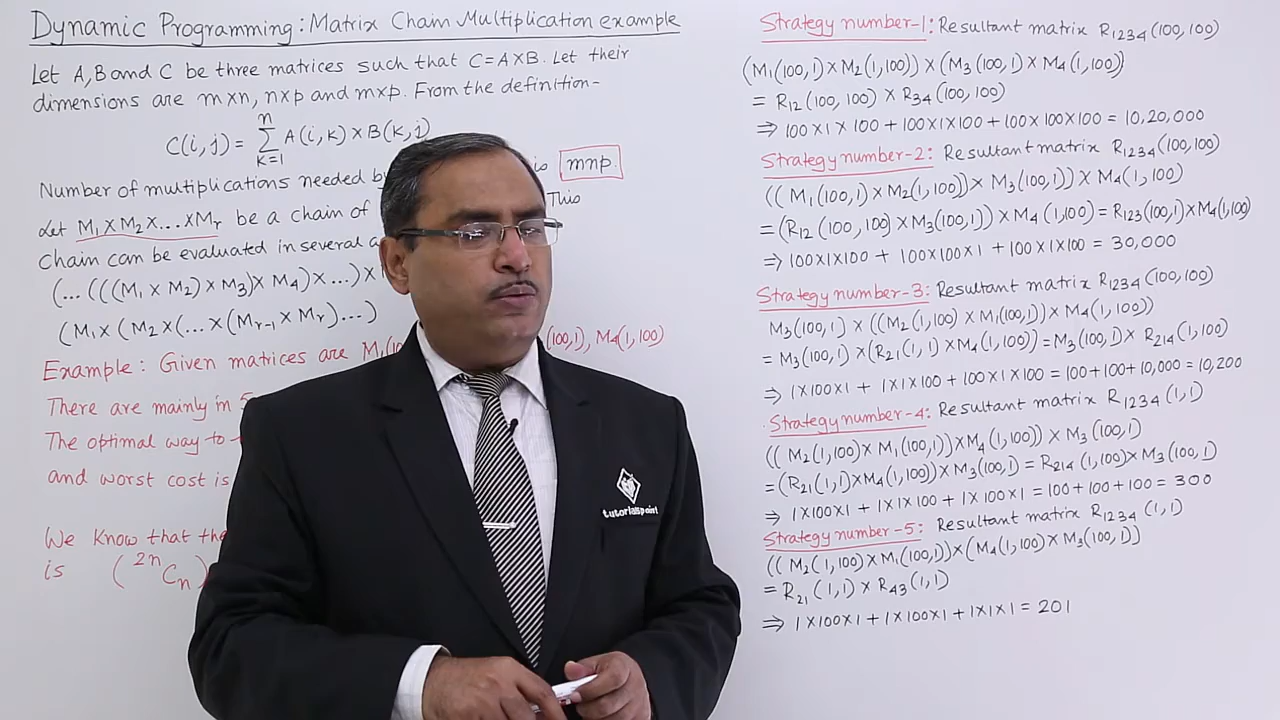 Dynamic Programming: Matrix Chain Multiplication example
Let A, B and C be three matrices such that C=A×B. Let their
dimensions are m×n, n×p and m×p. From the definition-
C(i,j) = n Σ k=1 A(i,k) × B(k,j)
Number of multiplications needed by is mnp.
Let M1×M2×...×Mr be a chain of This
chain can be evaluated in several
(...((((M1 × M2) × M3) × M4) ×...) ×
(M1 × (M2 ×(...×(Mr-1 × Mr)...)
Example: Given matrices are M1(10 (100,1), M4(1,100)
There are mainly in 5
The optimal way to
and worst cost is
We know that the
is (2nCn)
tutorialspoint
Strategy number-1: Resultant matrix R1234(100,100)
(M1(100,1)×M2(1,100)) × (M3(100,1)×M4(1,100))
= R12(100,100) × R34(100,100)
⇒ 100×1×100 + 100×1×100 + 100×100×100 = 10,20,000
Strategy number-2: Resultant matrix R1234(100,100)
((M1(100,1)×M2(1,100))×M3(100,1))×M4(1,100)
= (R12(100,100)×M3(100,1))×M4(1,100) = R123(100,1)×M4(1,100)
⇒ 100×1×100 + 100×100×1 + 100×1×100 = 30,000
Strategy number-3: Resultant matrix R1234(100,100)
M3(100,1) × ((M2(1,100) × M1(100,1))×M4(1,100))
= M3(100,1)×(R21(1,1)×M4(1,100)) = M3(100,1)× R214(1,100)
⇒ 1×100×1 + 1×1×100 + 100×1×100 = 100+100+10,000 = 10,200
Strategy number-4: Resultant matrix R1234(1,1)
((M2(1,100)× M1(100,1))×M4(1,100)) × M3(100,1)
= (R21(1,1)×M4(1,100))×M3(100,1) = R214(1,100)×M3(100,1)
⇒ 1×100×1 + 1×1×100 + 1×100×1 = 100+100+100 = 300
Strategy number-5: Resultant matrix R1234(1,1)
((M2(1,100)×M1(100,1))×(M4(1,100)×M3(100,1))
= R21(1,1) × R43(1,1)
⇒ 1×100×1 + 1×100×1 + 1×1×1 = 201